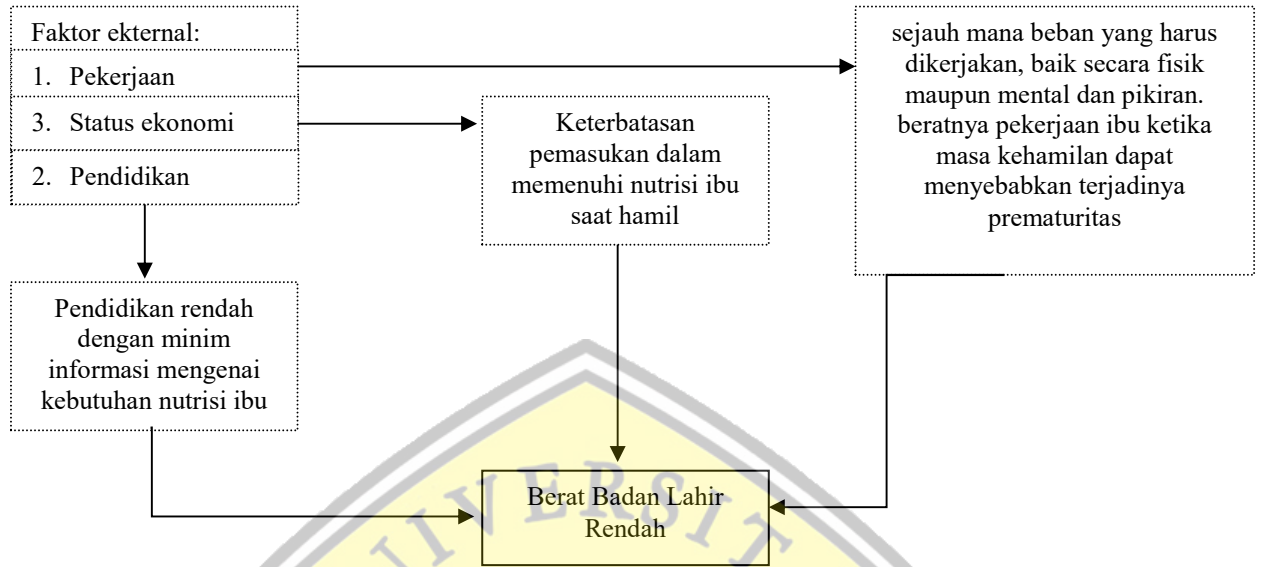 Faktor ekternal:
1. Pekerjaan
3. Status ekonomi
2. Pendidikan
Keterbatasan
pemasukan dalam
memenuhi nutrisi ibu
saat hamil
sejauh mana beban yang harus
dikerjakan, baik secara fisik
maupun mental dan pikiran.
beratnya pekerjaan ibu ketika
masa kehamilan dapat
menyebabkan terjadinya
prematuritas
Pendidikan rendah
dengan minim
informasi mengenai
kebutuhan nutrisi ibu
Berat Badan Lahir
Rendah
IVERSIT